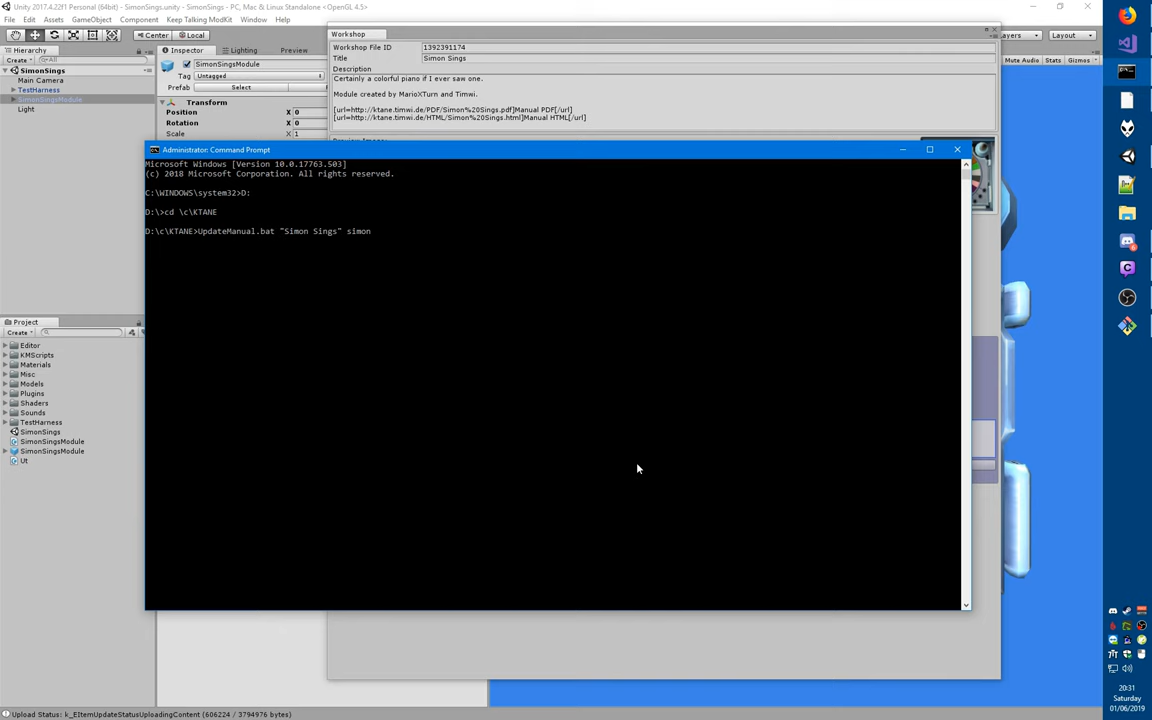 Unity 2017.4.22f1 Personal (64bit) - SimonSings.unity - SimonSings - PC, Mac & Linux Standalone <OpenGL 4.5>
File Edit Assets GameObject Component Keep Talking ModKit Window Help
Center Local
Layers Layout
Hierarchy
Create All
SimonSings
Main Camera
TestHarness
SimonSingsModule
Light
Inspector Lighting Preview
SimonSingsModule
Tag Untagged
Prefab Select
Transform
Position X 0
Rotation X 0
Scale X 1
Workshop
Workshop File ID 1392391174
Title Simon Sings
Description
Certainly a colorful piano if I ever saw one.
Module created by MarioXTurn and Timwi.
[url=http://ktane.timwi.de/PDF/Simon%20Sings.pdf]Manual PDF[/url]
[url=http://ktane.timwi.de/HTML/Simon%20Sings.html]Manual HTML[/url]
Mute Audio Stats Gizmos
Administrator: Command Prompt
Microsoft Windows [Version 10.0.17763.503]
(c) 2018 Microsoft Corporation. All rights reserved.
C:\WINDOWS\system32>D:
D:\>cd \c\KTANE
D:\c\KTANE>UpdateManual.bat "Simon Sings" simon
Project
Create
Editor
KMScripts
Materials
Misc
Models
Plugins
Shaders
Sounds
TestHarness
SimonSings
SimonSingsModule
SimonSingsModule
Ut
Upload Status: k_EItemUpdateStatusUploadingContent (606224 / 3794976 bytes)
20:31
Saturday
01/06/2019